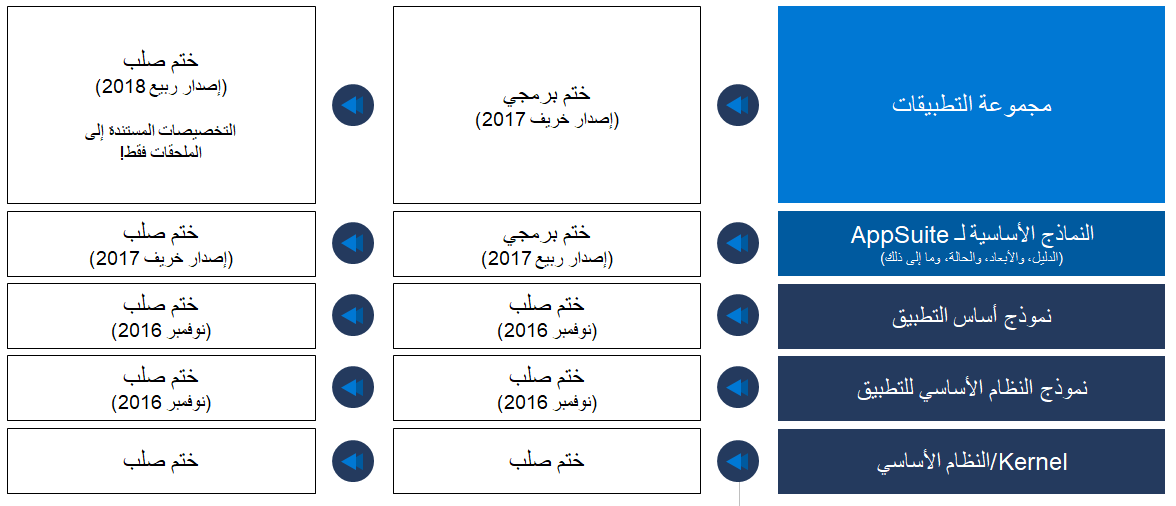 مجموعة التطبيقات
ختم برمجي
(إصدار خريف 2017)
ختم صلب
(إصدار ربيع 2018)
التخصيصات المستندة إلى
الملحقات فقط!
النماذج الأساسية لـ AppSuite
(الدليل، والأبعاد، والحالة، وما إلى ذلك)
ختم برمجي
(إصدار ربيع 2017)
ختم صلب
(إصدار خريف 2017)
نموذج أساس التطبيق
ختم صلب
(نوفمبر 2016)
ختم صلب
(نوفمبر 2016)
نموذج النظام الأساسي للتطبيق
ختم صلب
(نوفمبر 2016)
ختم صلب
(نوفمبر 2016)
Kernel/النظام الأساسي
ختم صلب
ختم صلب